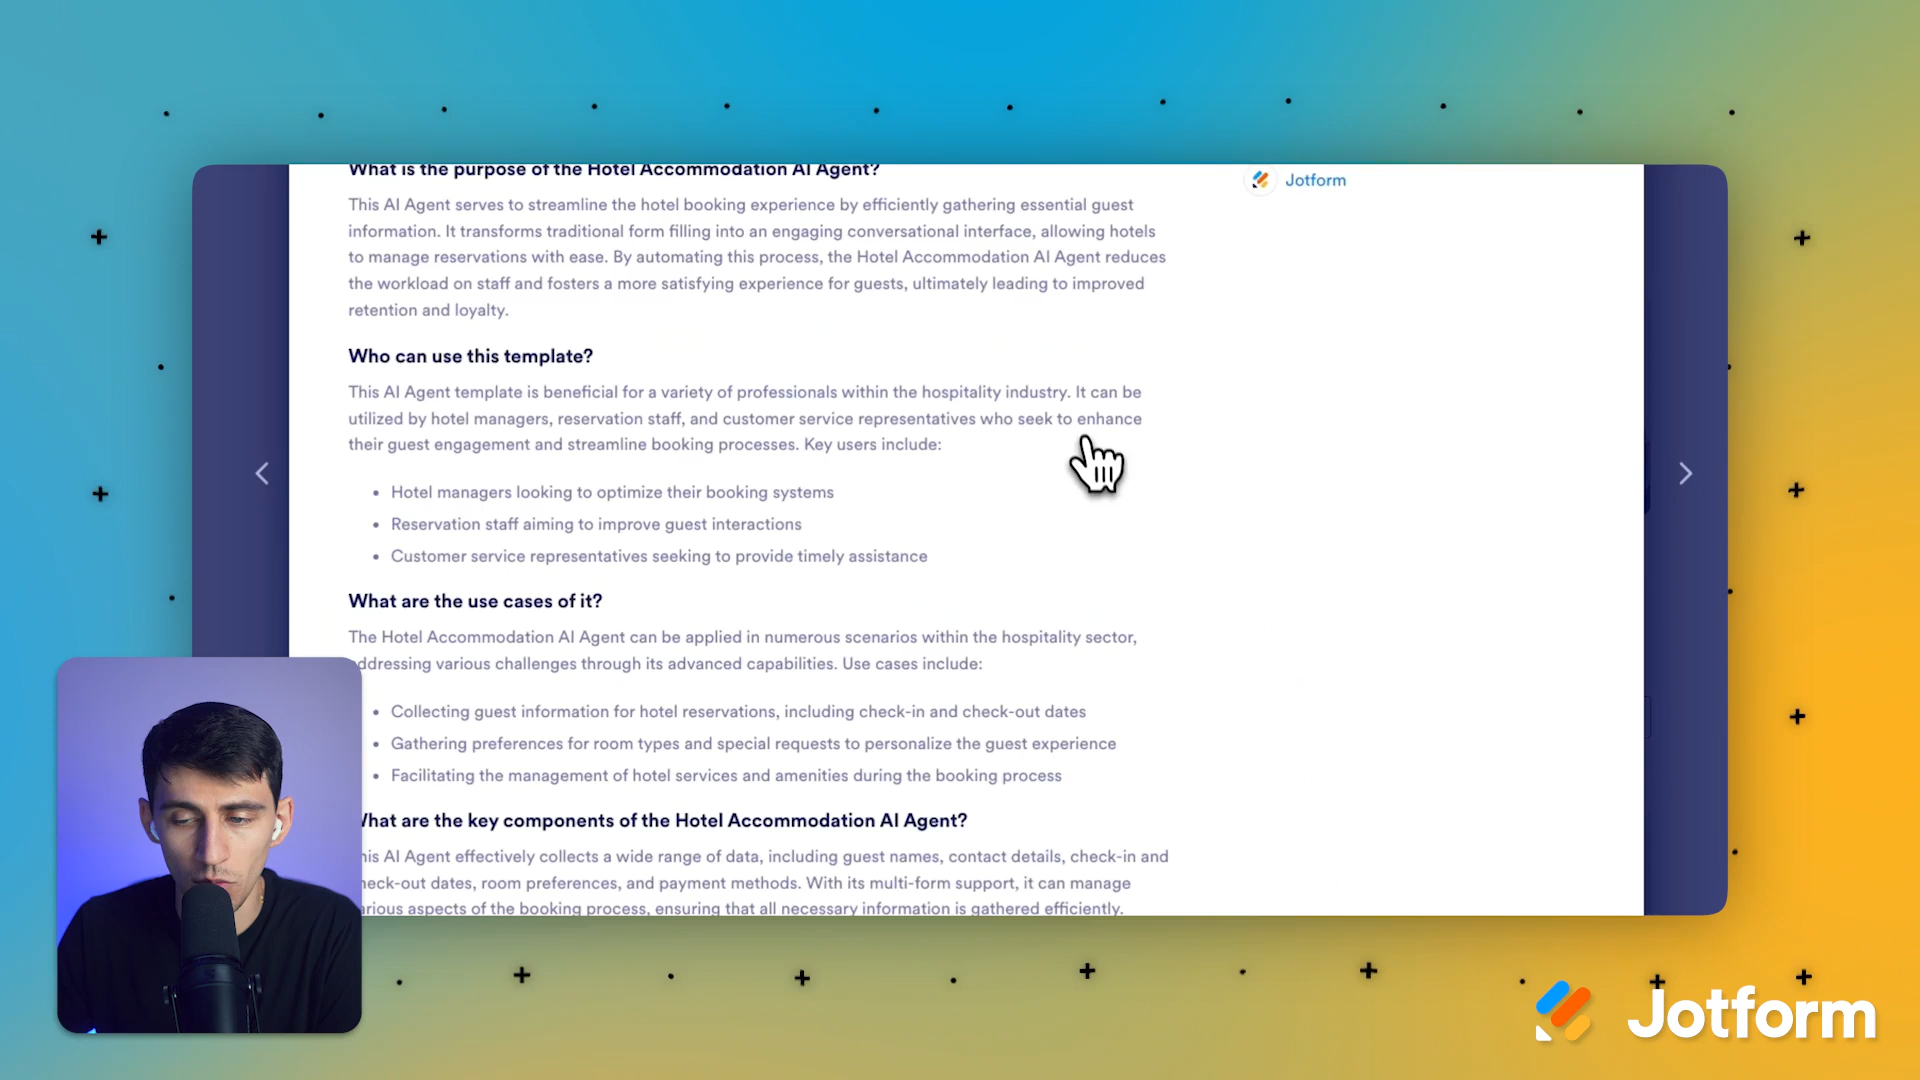 What is the purpose of the Hotel Accommodation AI Agent?
This AI Agent serves to streamline the hotel booking experience by efficiently gathering essential guest
information. It transforms traditional form filling into an engaging conversational interface, allowing hotels
to manage reservations with ease. By automating this process, the Hotel Accommodation AI Agent reduces
the workload on staff and fosters a more satisfying experience for guests, ultimately leading to improved
retention and loyalty.
Jotform
Who can use this template?
This AI Agent template is beneficial for a variety of professionals within the hospitality industry. It can be
utilized by hotel managers, reservation staff, and customer service representatives who seek to enhance
their guest engagement and streamline booking processes. Key users include:
• Hotel managers looking to optimize their booking systems
• Reservation staff aiming to improve guest interactions
• Customer service representatives seeking to provide timely assistance
What are the use cases of it?
The Hotel Accommodation AI Agent can be applied in numerous scenarios within the hospitality sector,
ddressing various challenges through its advanced capabilities. Use cases include:
• Collecting guest information for hotel reservations, including check-in and check-out dates
• Gathering preferences for room types and special requests to personalize the guest experience
• Facilitating the management of hotel services and amenities during the booking process
hat are the key components of the Hotel Accommodation AI Agent?
his AI Agent effectively collects a wide range of data, including guest names, contact details, check-in and
heck-out dates, room preferences, and payment methods. With its multi-form support, it can manage
arious aspects of the booking process, ensuring that all necessary information is gathered efficiently.
Jotform